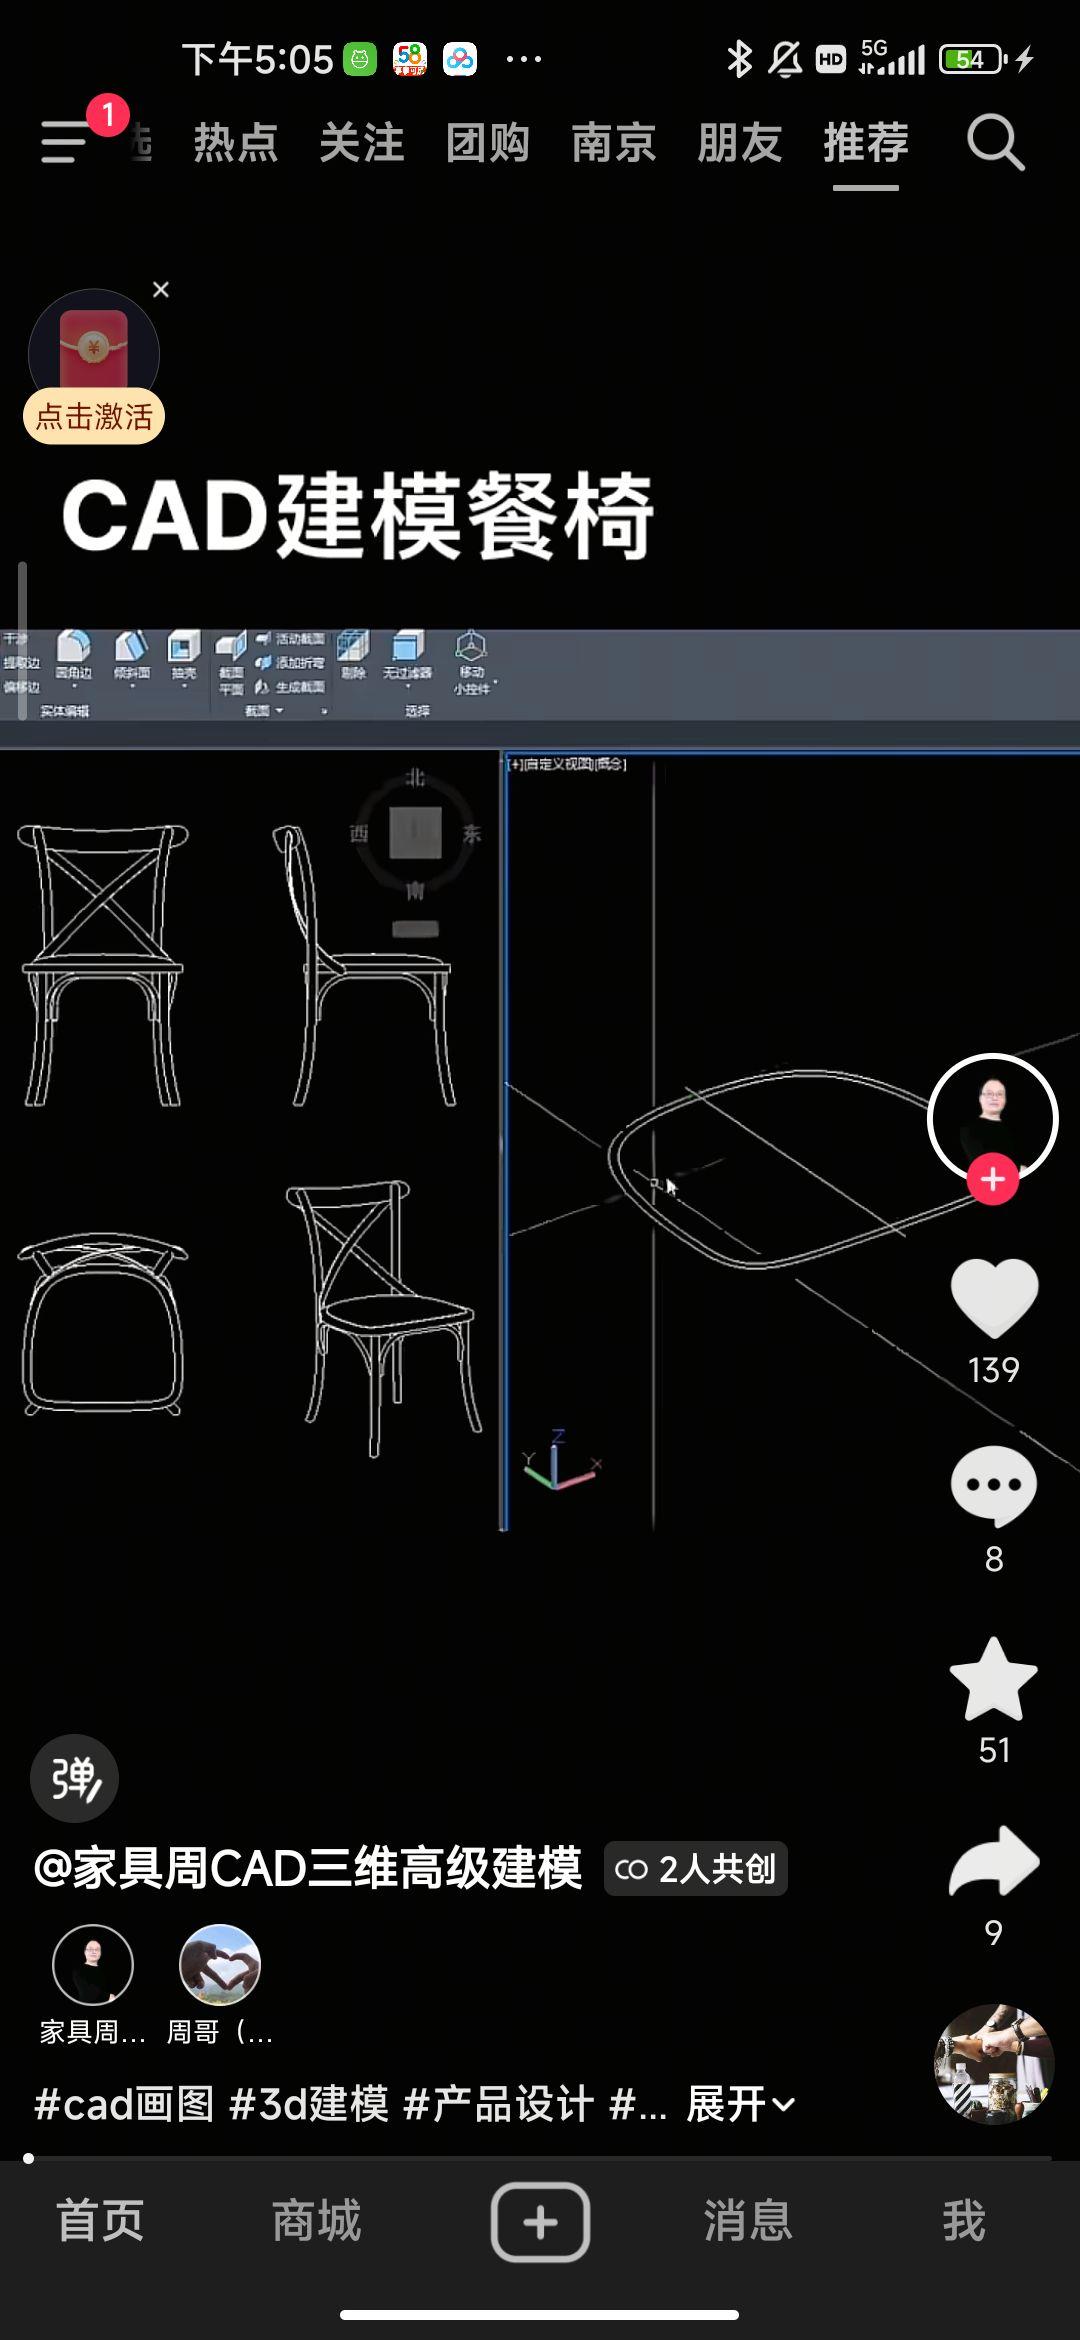 下午5:05
58
HD
5G
54
1
选 热点 关注 团购 南京 朋友 推荐
点击激活
CAD建模餐椅
干涉
提取边
偏移边
圆角边
倾斜面
抽壳
截面
平面
活动截面
添加折弯
生成截面
剔除
无过滤器
移动
小控件
实体编辑
截面
选择
[+][自定义视图][概念]
北
西
东
南
Z
Y
X
139
8
51
9
弹
@家具周CAD三维高级建模
2人共创
家具周...
周哥（...
#cad画图 #3d建模 #产品设计 #... 展开
首页 商城 消息 我